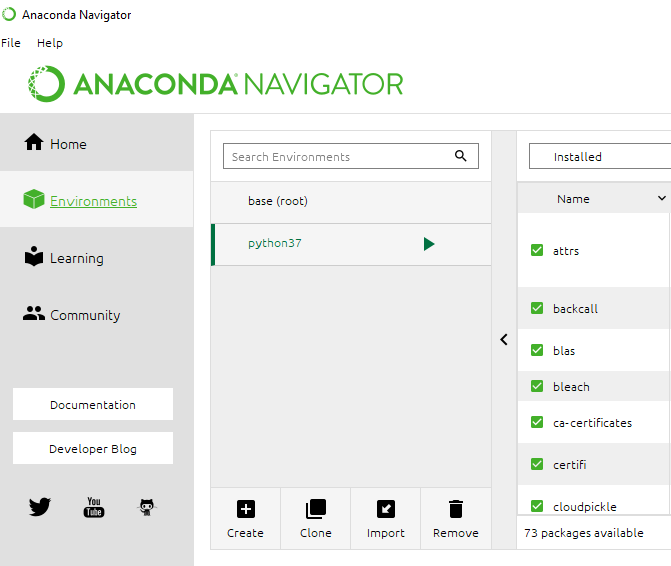 Anaconda Navigator
File Help
ANACONDA NAVIGATOR
Home
Environments
Learning
Community
Documentation
Developer Blog
You Tube
Search Environments
base (root)
python37
Create Clone Import Remove
Installed
Name
attrs
backcall
blas
bleach
ca-certificates
certifi
cloudpickle
73 packages available